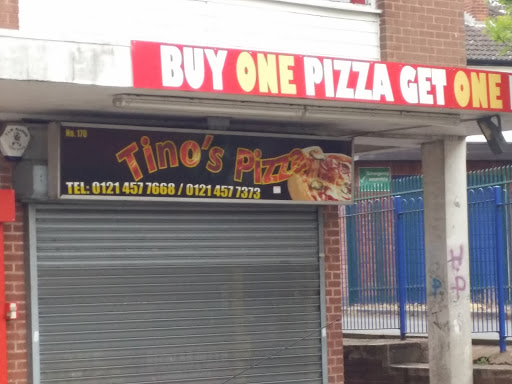 BUY ONE PIZZA GET ONE
No. 170
Tino's Pizza
TEL: 0121 457 7668 / 0121 457 7373